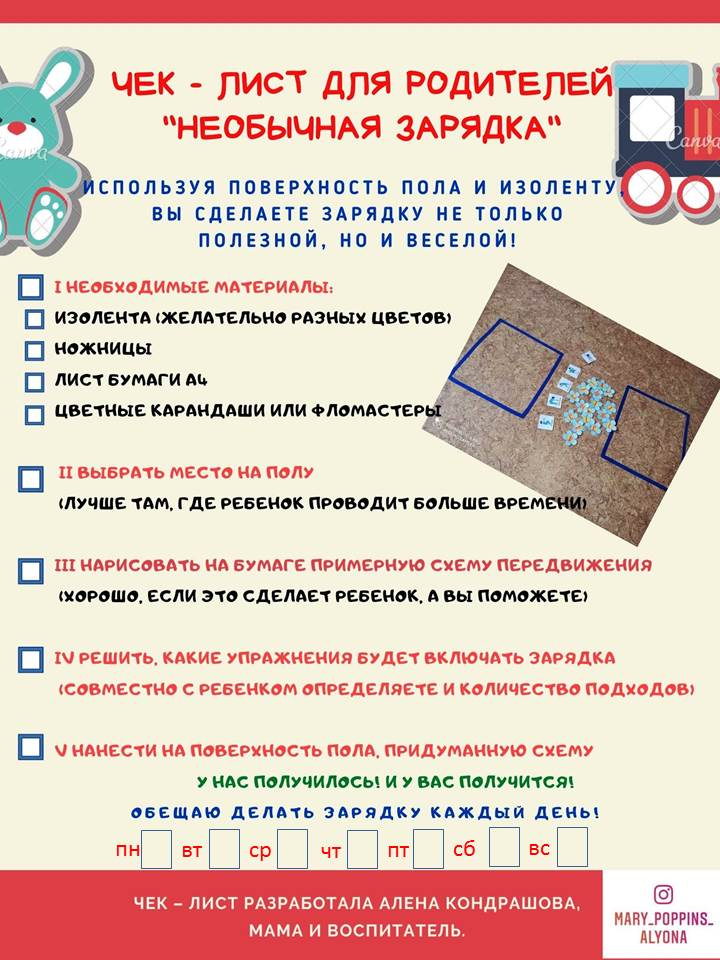 ЧЕК - ЛИСТ ДЛЯ РОДИТЕЛЕЙ
"НЕОБЫЧНАЯ ЗАРЯДКА"
Canva
Canva
ИСПОЛЬЗУЯ ПОВЕРХНОСТЬ ПОЛА И ИЗОЛЕНТУ,
ВЫ СДЕЛАЕТЕ ЗАРЯДКУ НЕ ТОЛЬКО
ПОЛЕЗНОЙ, НО И ВЕСЕЛОЙ!
I НЕОБХОДИМЫЕ МАТЕРИАЛЫ:
ИЗОЛЕНТА (ЖЕЛАТЕЛЬНО РАЗНЫХ ЦВЕТОВ)
НОЖНИЦЫ
ЛИСТ БУМАГИ А4
ЦВЕТНЫЕ КАРАНДАШИ ИЛИ ФЛОМАСТЕРЫ
II ВЫБРАТЬ МЕСТО НА ПОЛУ
(ЛУЧШЕ ТАМ, ГДЕ РЕБЕНОК ПРОВОДИТ БОЛЬШЕ ВРЕМЕНИ)
III НАРИСОВАТЬ НА БУМАГЕ ПРИМЕРНУЮ СХЕМУ ПЕРЕДВИЖЕНИЯ
(ХОРОШО, ЕСЛИ ЭТО СДЕЛАЕТ РЕБЕНОК, А ВЫ ПОМОЖЕТЕ)
IV РЕШИТЬ, КАКИЕ УПРАЖНЕНИЯ БУДЕТ ВКЛЮЧАТЬ ЗАРЯДКА
(СОВМЕСТНО С РЕБЕНКОМ ОПРЕДЕЛЯЕТЕ И КОЛИЧЕСТВО ПОДХОДОВ)
V НАНЕСТИ НА ПОВЕРХНОСТЬ ПОЛА, ПРИДУМАННУЮ СХЕМУ
У НАС ПОЛУЧИЛОСЬ! И У ВАС ПОЛУЧИТСЯ!
ОБЕЩАЮ ДЕЛАТЬ ЗАРЯДКУ КАЖДЫЙ ДЕНЬ!
пн вт ср чт пт сб вс
ЧЕК – ЛИСТ РАЗРАБОТАЛА АЛЕНА КОНДРАШОВА,
МАМА И ВОСПИТАТЕЛЬ.
MARY_POPPINS_
ALYONA